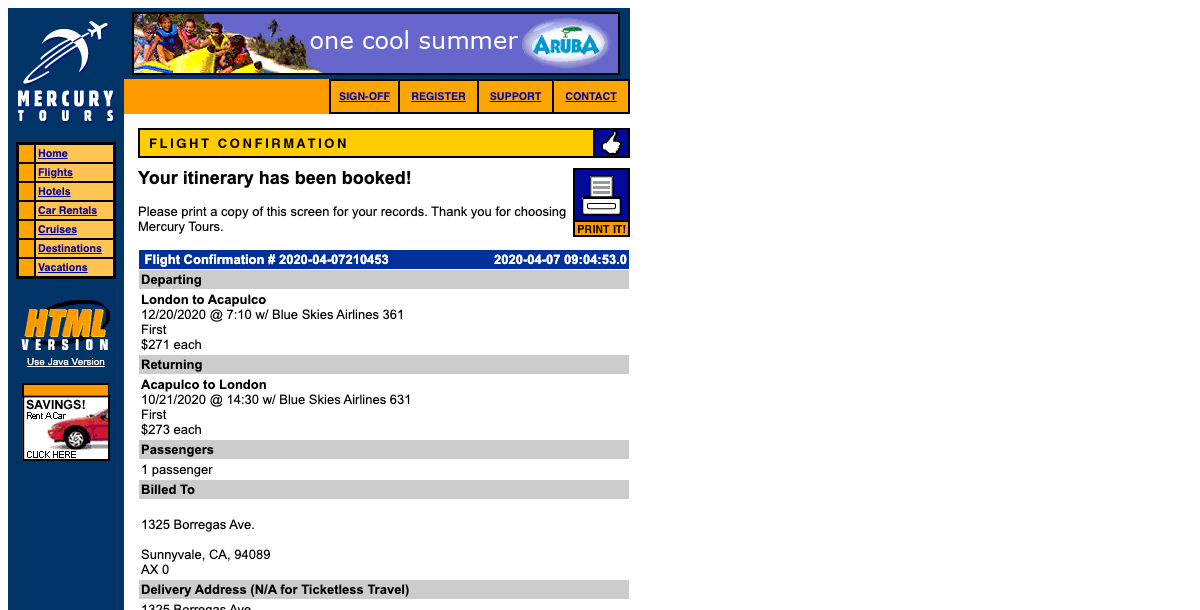 one cool summer ARUBA
MERCURY
TOURS
SIGN-OFF REGISTER SUPPORT CONTACT
FLIGHT CONFIRMATION
Home
Flights
Hotels
Car Rentals
Cruises
Destinations
Vacations
HTML
VERSION
Use Java Version
SAVINGS!
Rent A Car
CLICK HERE
Your itinerary has been booked!
Please print a copy of this screen for your records. Thank you for choosing
Mercury Tours.
PRINT IT!
Flight Confirmation # 2020-04-07210453 2020-04-07 09:04:53.0
Departing
London to Acapulco
12/20/2020 @ 7:10 w/ Blue Skies Airlines 361
First
$271 each
Returning
Acapulco to London
10/21/2020 @ 14:30 w/ Blue Skies Airlines 631
First
$273 each
Passengers
1 passenger
Billed To
1325 Borregas Ave.
Sunnyvale, CA, 94089
AX 0
Delivery Address (N/A for Ticketless Travel)
1325 Borregas Ave.